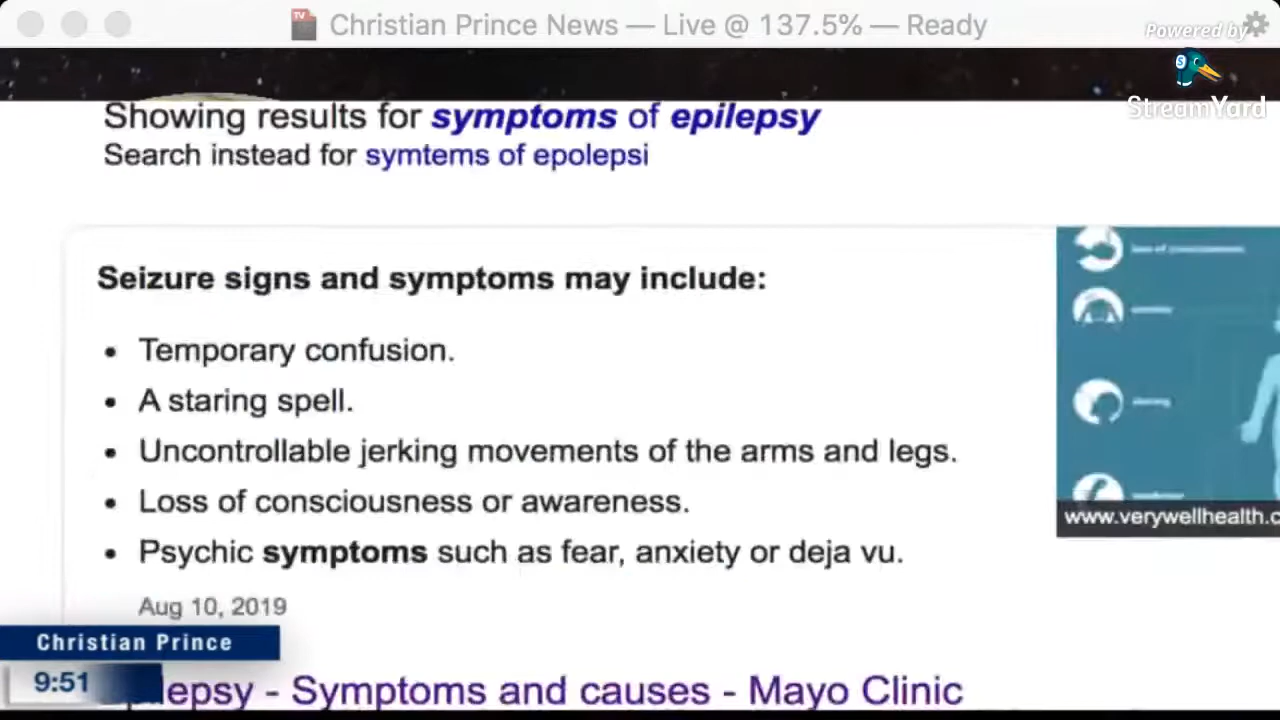 Christian Prince News — Live @ 137.5% — Ready
Powered by
StreamYard
Showing results for symptoms of epilepsy
Search instead for symtems of epolepsi
Seizure signs and symptoms may include:
• Temporary confusion.
• A staring spell.
• Uncontrollable jerking movements of the arms and legs.
• Loss of consciousness or awareness.
• Psychic symptoms such as fear, anxiety or deja vu.
Aug 10, 2019
www.verywellhealth.c
Christian Prince
9:51
lepsy - Symptoms and causes - Mayo Clinic